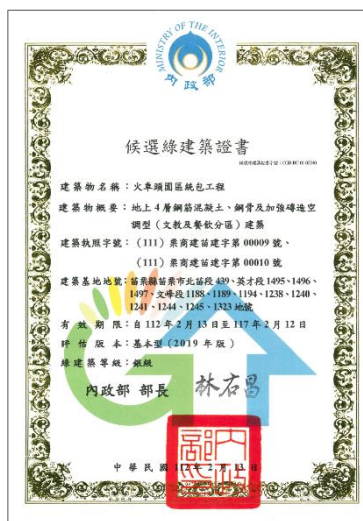 MINISTRY OF THE INTERIOR
內政部
候選綠建築證書
建築物名稱：火車頭園區統包工程
建築物概要：地上4層鋼筋混凝土、鋼骨及加強磚造空
調型（文教及餐飲分區）建築
建築執照字號：（111）栗商建苗建字第00009號、
（111）栗商建苗建字第00010號
建築基地地號：苗栗縣苗栗市北苗段439、英才段1495、1496、
1497、文峰段1188、1189、1194、1238、1240、
1241、1244、1245、1323地號
有效期限：自112年2月13日至117年2月12日
評估版本：基本型（2019年版）
綠建築等級：銀級
內政部 部長 林右昌
中華民國112年2月13日